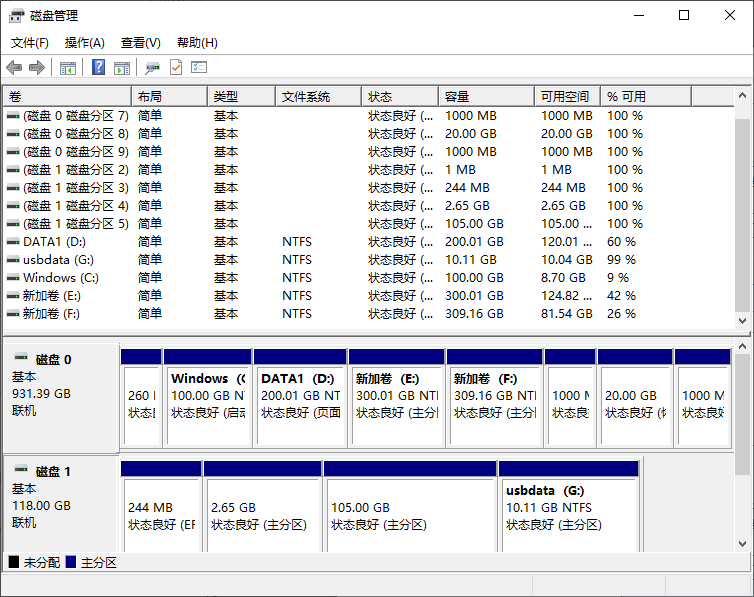 磁盘管理
文件(F) 操作(A) 查看(V) 帮助(H)
卷 布局 类型 文件系统 状态 容量 可用空间 % 可用
(磁盘 0 磁盘分区 7) 简单 基本 状态良好 (... 1000 MB 1000 MB 100 %
(磁盘 0 磁盘分区 8) 简单 基本 状态良好 (... 20.00 GB 20.00 GB 100 %
(磁盘 0 磁盘分区 9) 简单 基本 状态良好 (... 1000 MB 1000 MB 100 %
(磁盘 1 磁盘分区 2) 简单 基本 状态良好 (... 1 MB 1 MB 100 %
(磁盘 1 磁盘分区 3) 简单 基本 状态良好 (... 244 MB 244 MB 100 %
(磁盘 1 磁盘分区 4) 简单 基本 状态良好 (... 2.65 GB 2.65 GB 100 %
(磁盘 1 磁盘分区 5) 简单 基本 状态良好 (... 105.00 GB 105.00 ... 100 %
DATA1 (D:) 简单 基本 NTFS 状态良好 (... 200.01 GB 120.01 ... 60 %
usbdata (G:) 简单 基本 NTFS 状态良好 (... 10.11 GB 10.04 GB 99 %
Windows (C:) 简单 基本 NTFS 状态良好 (... 100.00 GB 8.70 GB 9 %
新加卷 (E:) 简单 基本 NTFS 状态良好 (... 300.01 GB 124.82 ... 42 %
新加卷 (F:) 简单 基本 NTFS 状态良好 (... 309.16 GB 81.54 GB 26 %
磁盘 0
基本
931.39 GB
联机
260
状态
Windows (C
100.00 GB N
状态良好 (启动
DATA1 (D:)
200.01 GB NT
状态良好 (页面
新加卷 (E:)
300.01 GB NTI
状态良好 (主分
新加卷 (F:)
309.16 GB NTI
状态良好 (主分
1000 M
状态良
20.00 GB
状态良好 (
1000 M
状态良好
磁盘 1
基本
118.00 GB
联机
244 MB
状态良好 (EF
2.65 GB
状态良好 (主分区)
105.00 GB
状态良好 (主分区)
usbdata (G:)
10.11 GB NTFS
状态良好 (主分区)
未分配 主分区